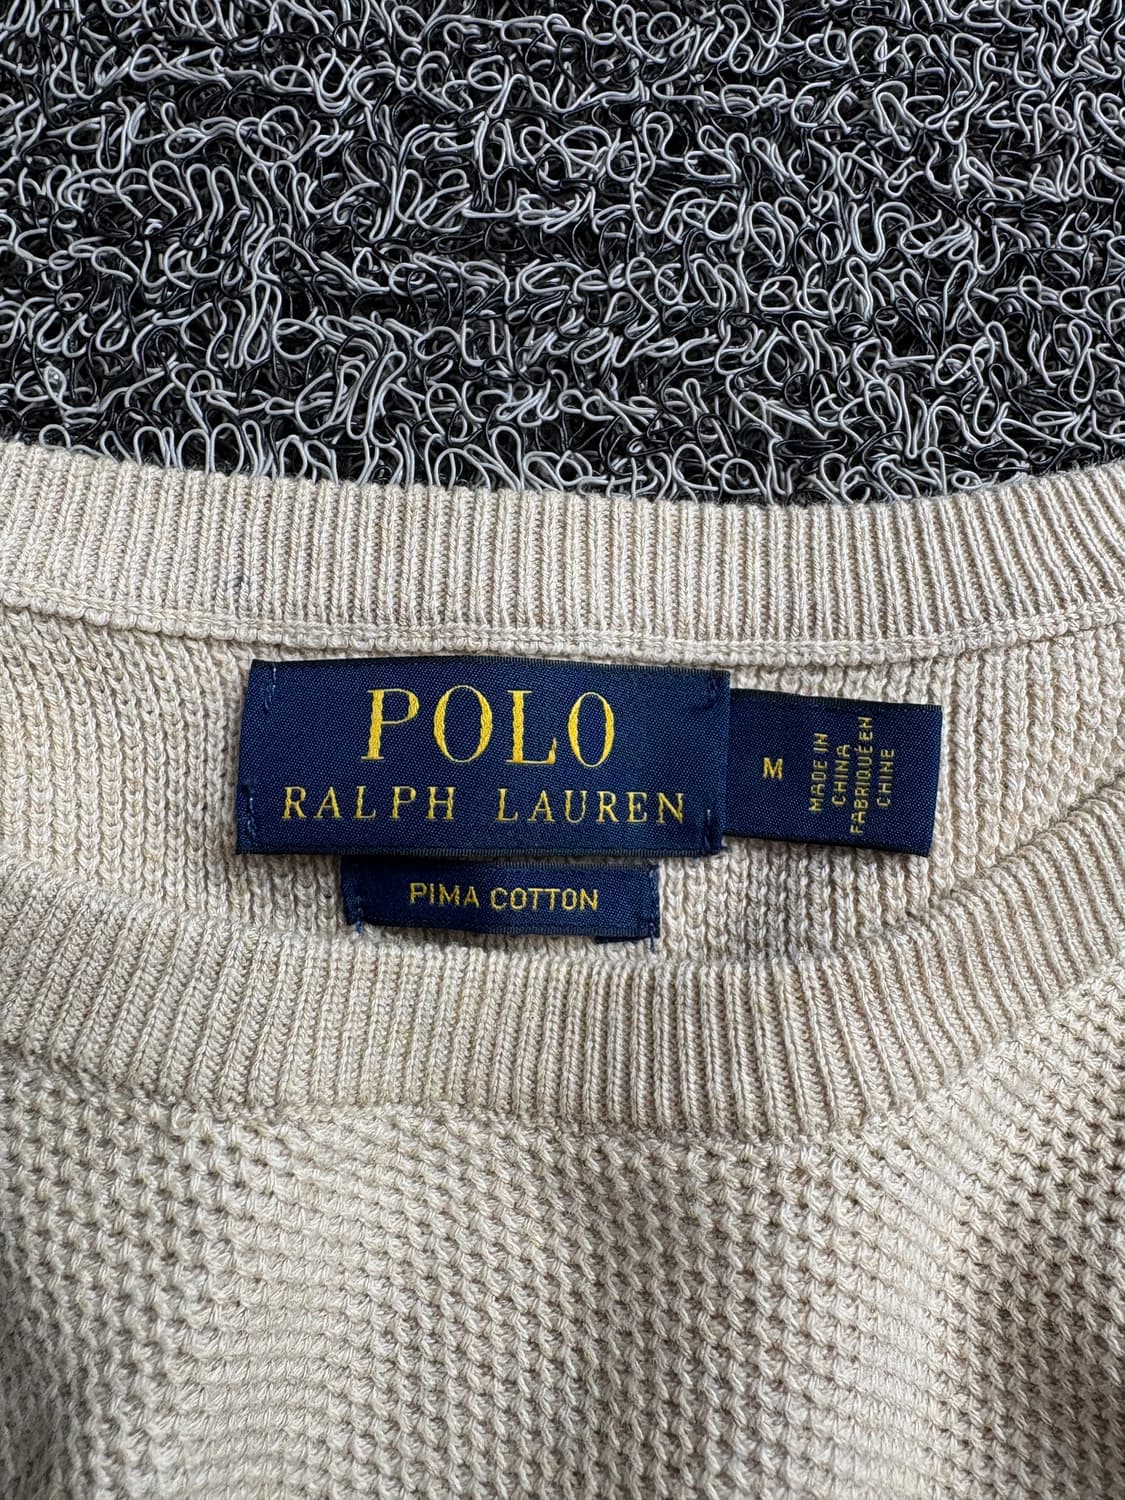 POLO
RALPH LAUREN
M
MADE IN
CHINA
FABRIQUÉ EN
CHINE
PIMA COTTON